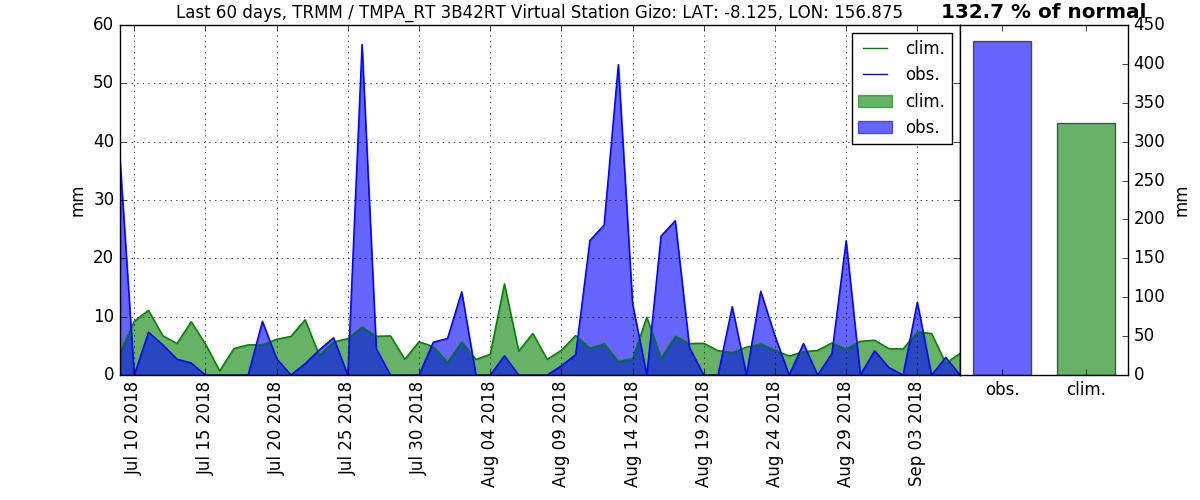 Last 60 days, TRMM / TMPA_RT 3B42RT Virtual Station Gizo: LAT: -8.125, LON: 156.875
132.7 % of normal
60
50
40
30
20
10
0
mm
clim.
obs.
clim.
obs.
Jul 10 2018
Jul 15 2018
Jul 20 2018
Jul 25 2018
Jul 30 2018
Aug 04 2018
Aug 09 2018
Aug 14 2018
Aug 19 2018
Aug 24 2018
Aug 29 2018
Sep 03 2018
450
400
350
300
250
200
150
100
50
0
mm
obs.
clim.